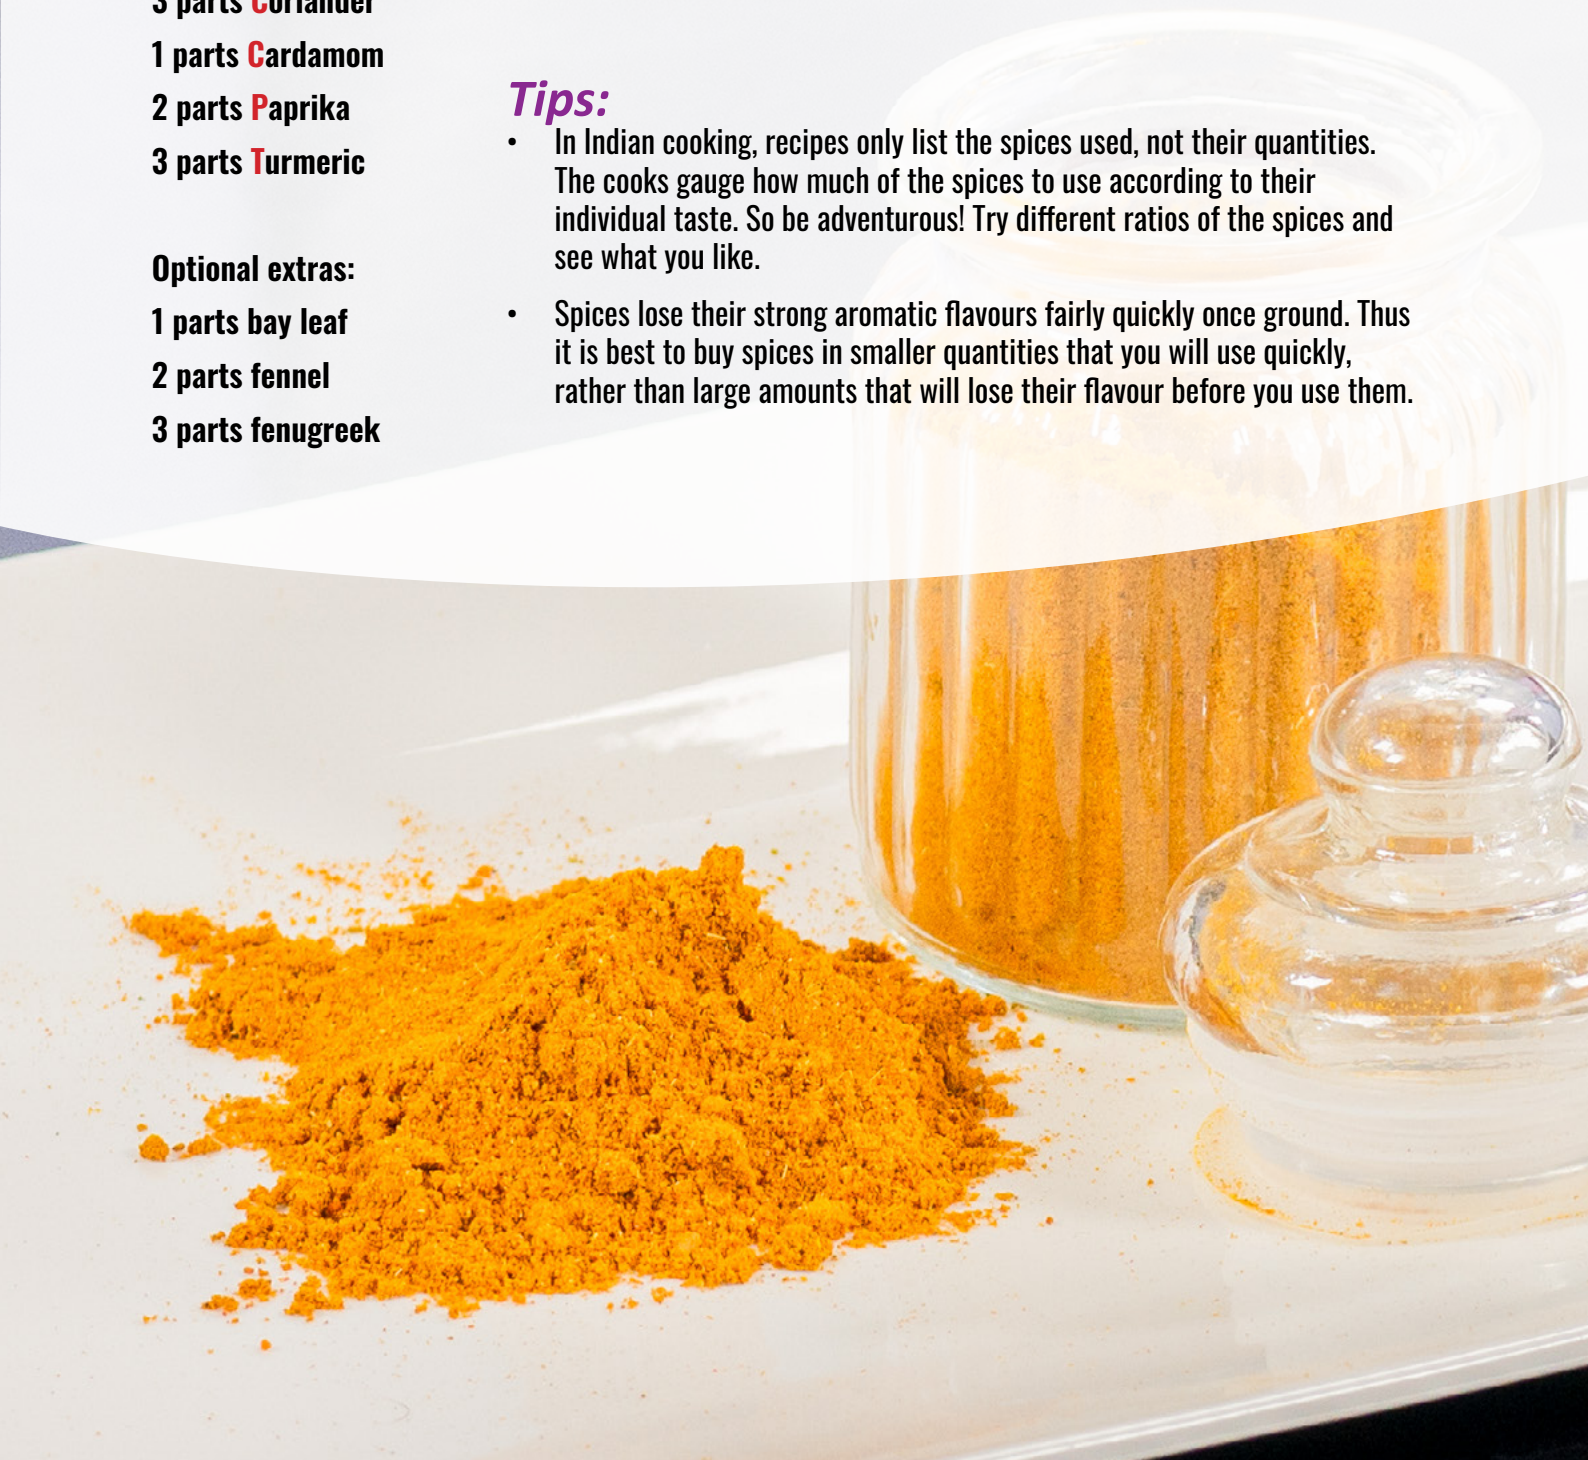 3 parts Coriander
1 parts Cardamom
2 parts Paprika
3 parts Turmeric
Optional extras:
1 parts bay leaf
2 parts fennel
3 parts fenugreek
Tips:
• In Indian cooking, recipes only list the spices used, not their quantities.
The cooks gauge how much of the spices to use according to their
individual taste. So be adventurous! Try different ratios of the spices and
see what you like.
• Spices lose their strong aromatic flavours fairly quickly once ground. Thus
it is best to buy spices in smaller quantities that you will use quickly,
rather than large amounts that will lose their flavour before you use them.